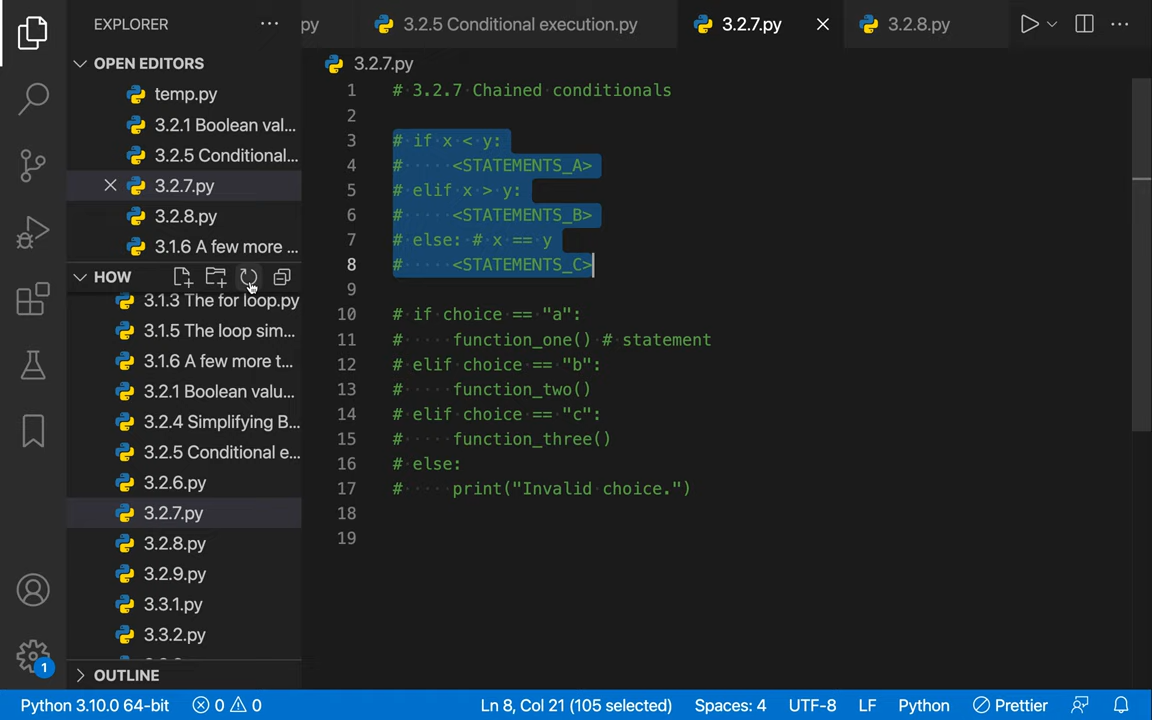 EXPLORER
OPEN EDITORS
temp.py
3.2.1 Boolean val...
3.2.5 Conditional...
3.2.7.py
3.2.8.py
3.1.6 A few more ...
HOW
3.1.3 The for loop.py
3.1.5 The loop sim...
3.1.6 A few more t...
3.2.1 Boolean valu...
3.2.4 Simplifying B...
3.2.5 Conditional e...
3.2.6.py
3.2.7.py
3.2.8.py
3.2.9.py
3.3.1.py
3.3.2.py
OUTLINE
py
3.2.5 Conditional execution.py
3.2.7.py
3.2.8.py
3.2.7.py
1 # 3.2.7 Chained conditionals
2
3 # if x < y:
4 #     <STATEMENTS_A>
5 # elif x > y:
6 #     <STATEMENTS_B>
7 # else: # x == y
8 #     <STATEMENTS_C>
9
10 # if choice == "a":
11 #     function_one() # statement
12 # elif choice == "b":
13 #     function_two()
14 # elif choice == "c":
15 #     function_three()
16 # else:
17 #     print("Invalid choice.")
18
19
1
Python 3.10.0 64-bit 0 0 Ln 8, Col 21 (105 selected) Spaces: 4 UTF-8 LF Python Prettier